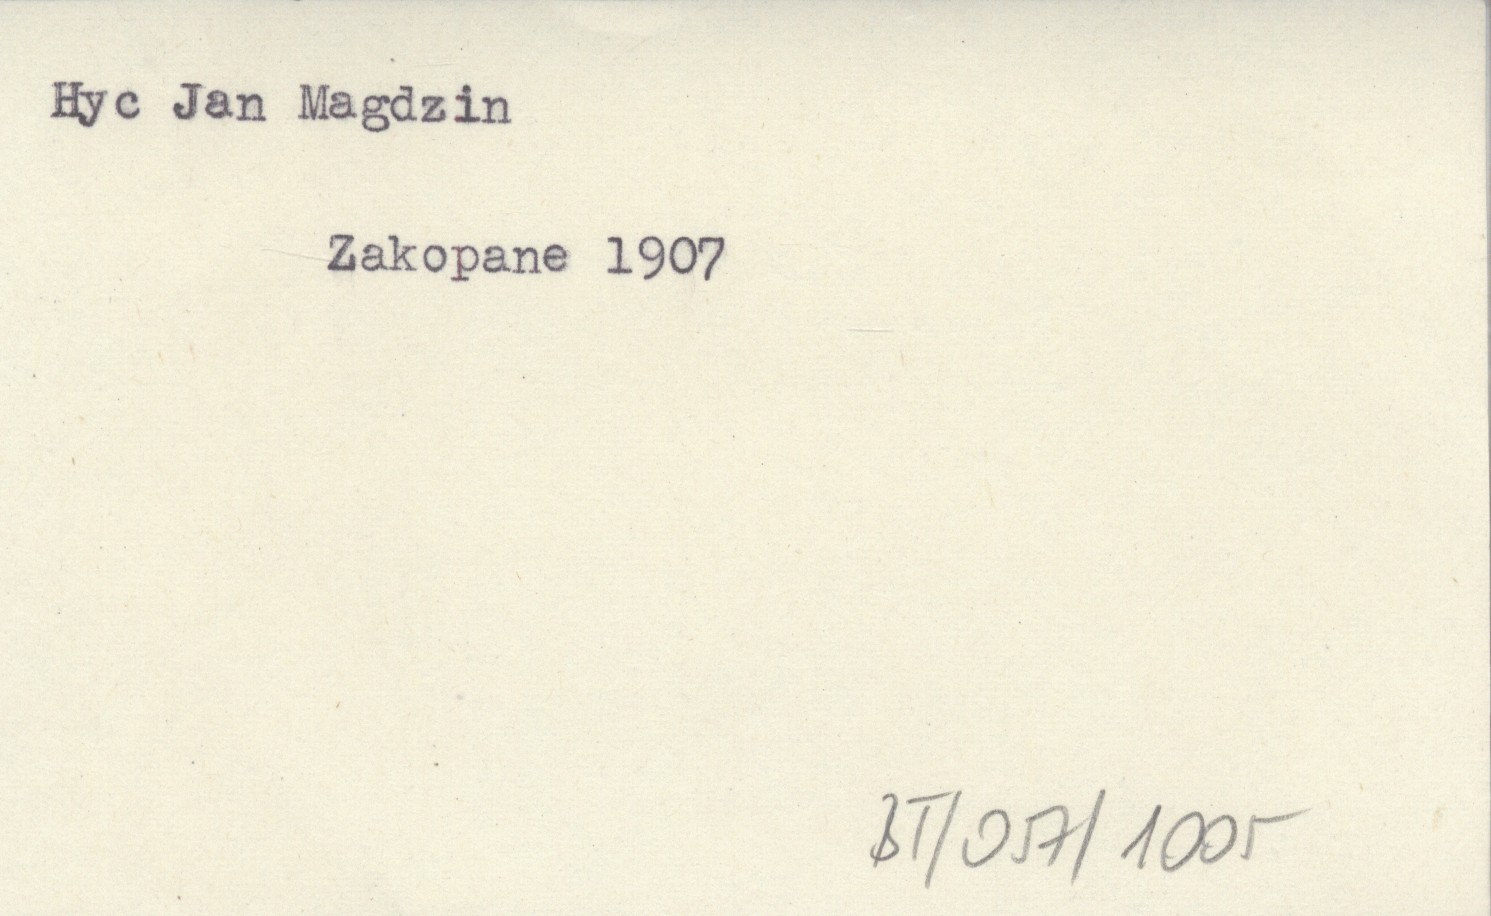 Hyc Jan Magdzin
Zakopane 1907
BT/057/1005